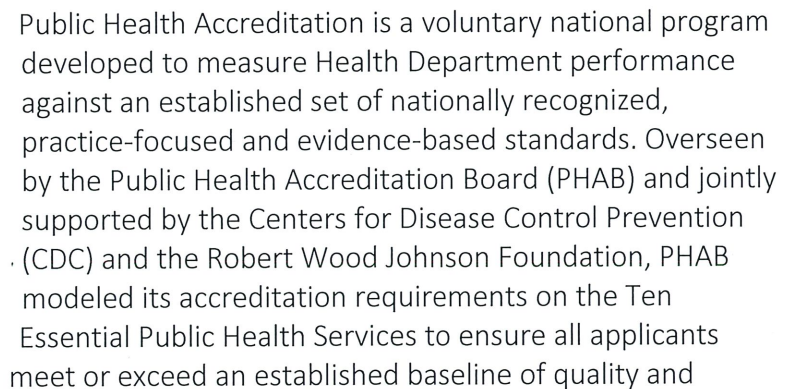 Public Health Accreditation is a voluntary national program
developed to measure Health Department performance
against an established set of nationally recognized,
practice-focused and evidence-based standards. Overseen
by the Public Health Accreditation Board (PHAB) and jointly
supported by the Centers for Disease Control Prevention
(CDC) and the Robert Wood Johnson Foundation, PHAB
modeled its accreditation requirements on the Ten
Essential Public Health Services to ensure all applicants
meet or exceed an established baseline of quality and